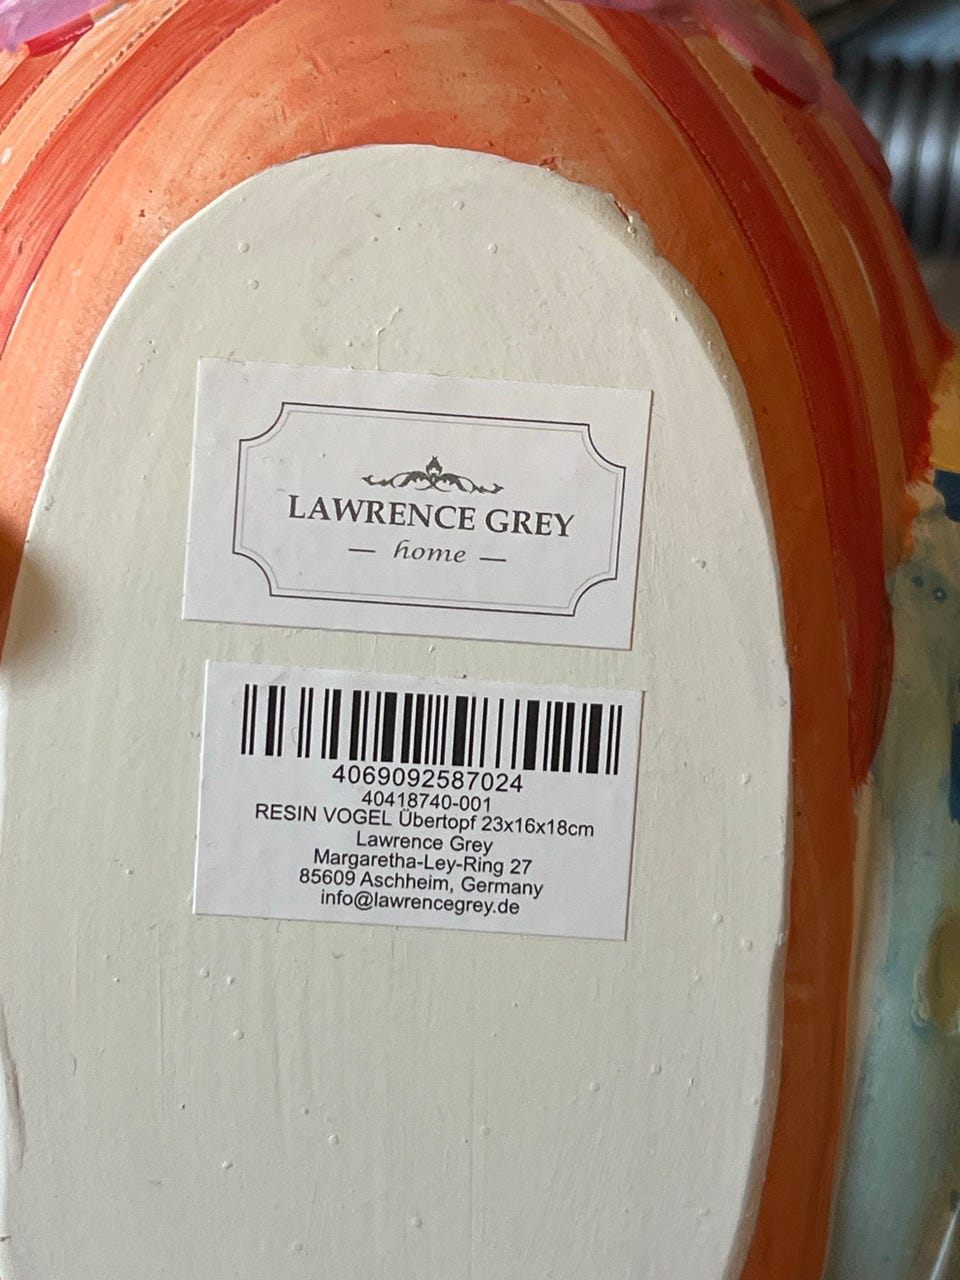 LAWRENCE GREY
— home —
4069092587024
40418740-001
RESIN VOGEL Übertopf 23x16x18cm
Lawrence Grey
Margaretha-Ley-Ring 27
85609 Aschheim, Germany
info@lawrencegrey.de